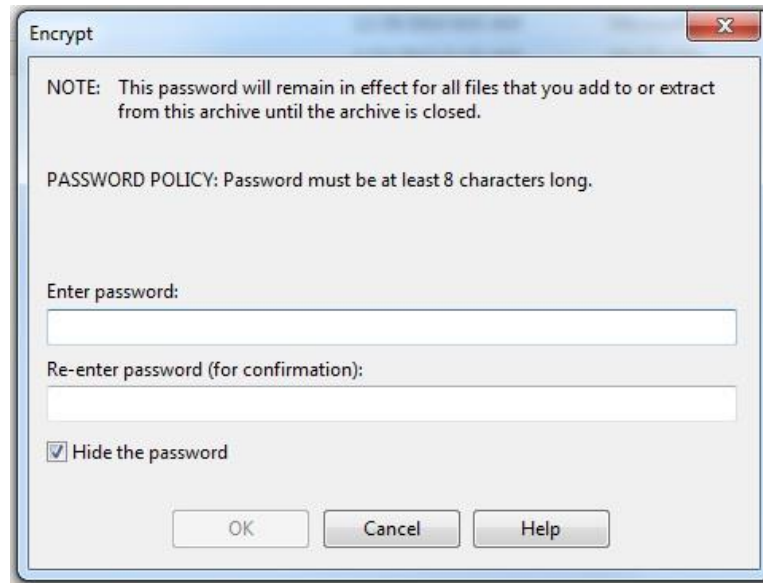 Encrypt
NOTE: This password will remain in effect for all files that you add to or extract
from this archive until the archive is closed.
PASSWORD POLICY: Password must be at least 8 characters long.
Enter password:
Re-enter password (for confirmation):
Hide the password
OK Cancel Help